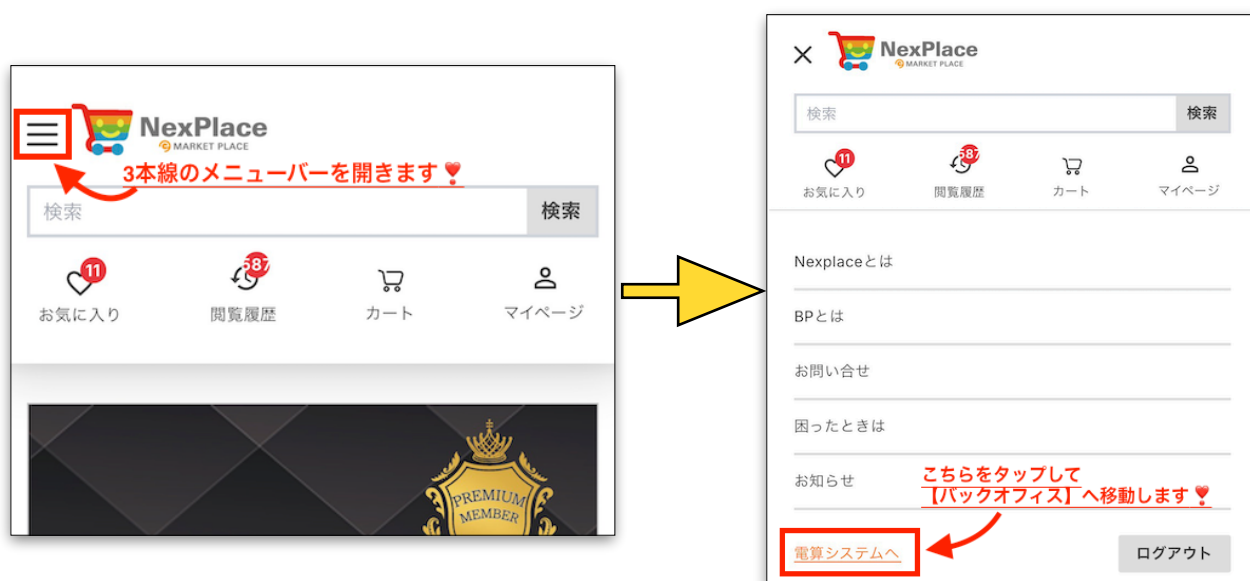 NexPlace
MARKET PLACE
3本線のメニューバーを開きます❣
検索
検索
11
587
お気に入り
閲覧履歴
カート
マイページ
PREMIUM
MEMBER
NexPlace
MARKET PLACE
検索
検索
11
587
お気に入り
閲覧履歴
カート
マイページ
Nexplaceとは
BPとは
お問い合せ
困ったときは
お知らせ
こちらをタップして
【バックオフィス】へ移動します❣
電算システムへ
ログアウト